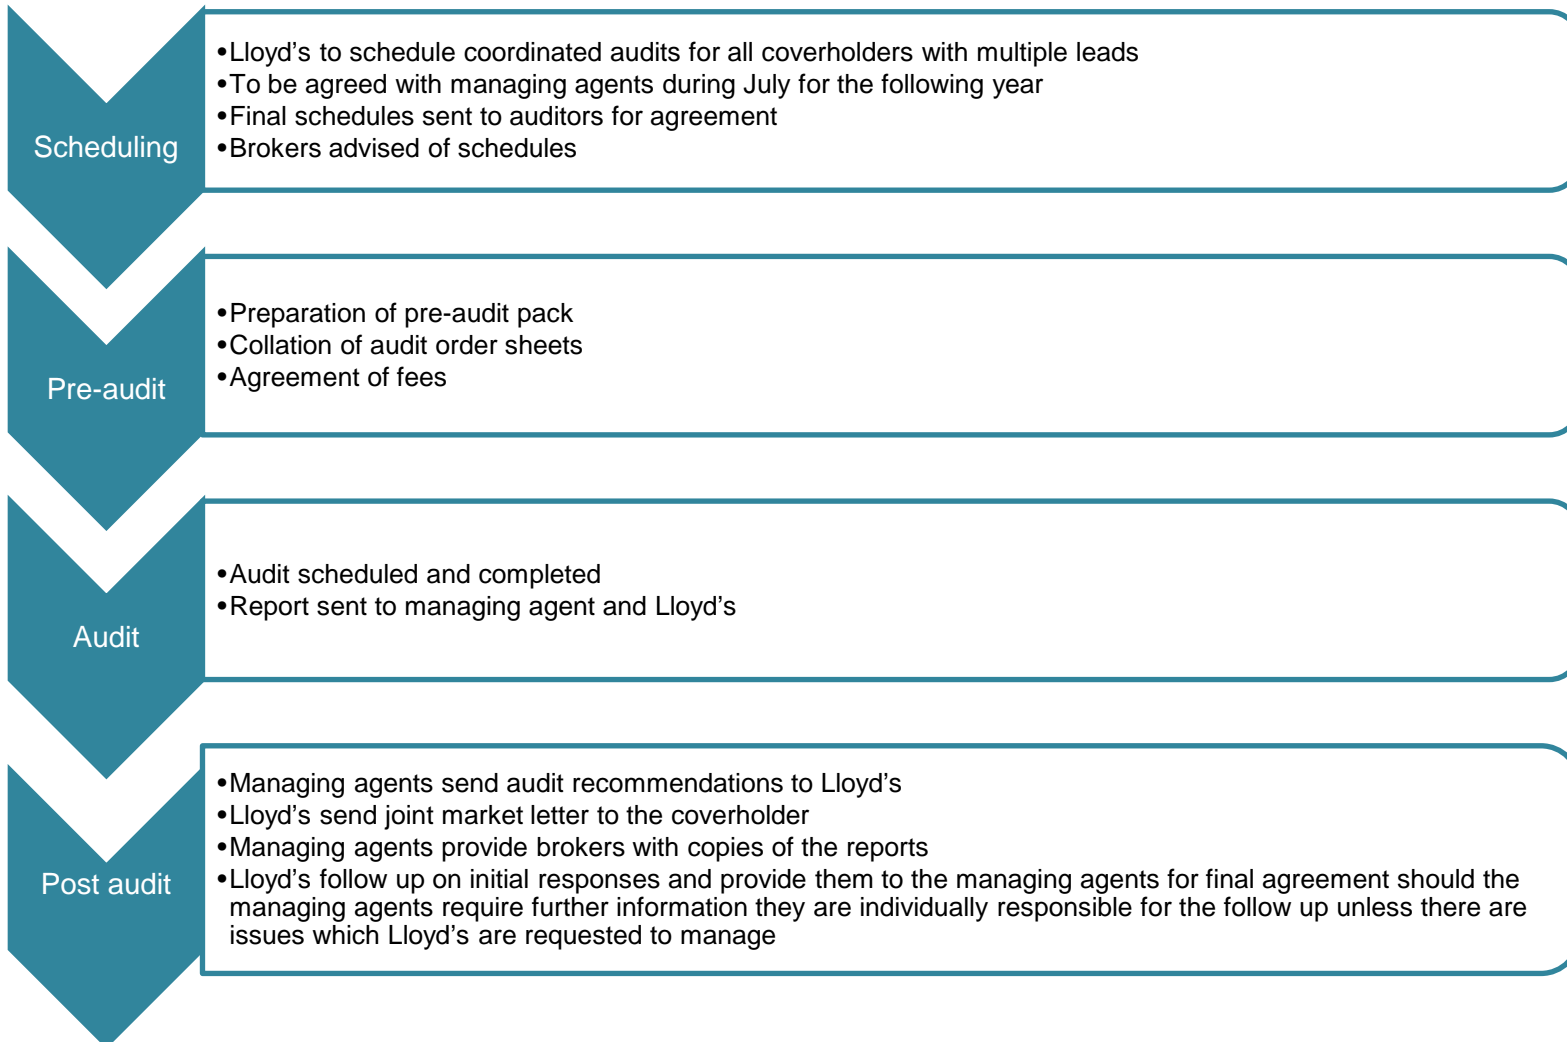 Scheduling
•Lloyd's to schedule coordinated audits for all coverholders with multiple leads
•To be agreed with managing agents during July for the following year
•Final schedules sent to auditors for agreement
•Brokers advised of schedules
Pre-audit
•Preparation of pre-audit pack
•Collation of audit order sheets
•Agreement of fees
Audit
•Audit scheduled and completed
•Report sent to managing agent and Lloyd's
Post audit
•Managing agents send audit recommendations to Lloyd's
•Lloyd's send joint market letter to the coverholder
•Managing agents provide brokers with copies of the reports
•Lloyd's follow up on initial responses and provide them to the managing agents for final agreement should the
managing agents require further information they are individually responsible for the follow up unless there are
issues which Lloyd's are requested to manage